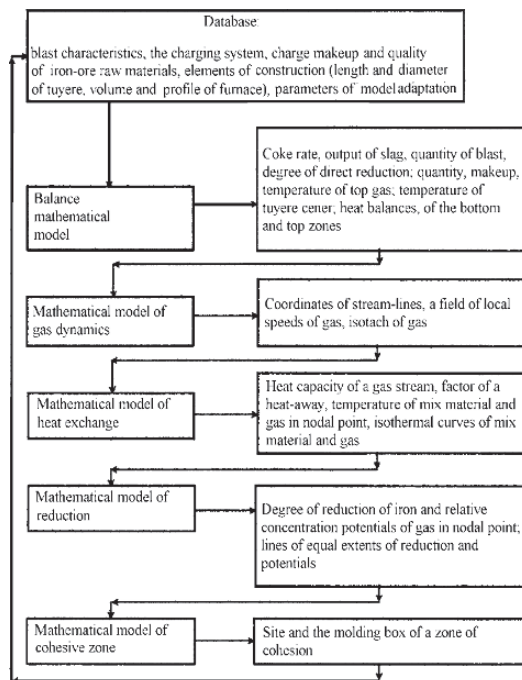 Database:
blast characteristics, the charging system, charge makeup and quality
of iron-ore raw materials, elements of construction (length and diameter
of tuyere, volume and profile of furnace), parameters of model adaptation
Balance
mathematical
model
Coke rate, output of slag, quantity of blast,
degree of direct reduction; quantity, makeup,
temperature of top gas; temperature of
tuyere cener; heat balances, of the bottom
and top zones
Mathematical model of
gas dynamics
Coordinates of stream-lines, a field of local
speeds of gas, isotach of gas
Mathematical model of
heat exchange
Heat capacity of a gas stream, factor of a
heat-away, temperature of mix material and
gas in nodal point, isothermal curves of mix
material and gas
Mathematical model of
reduction
Degree of reduction of iron and relative
concentration potentials of gas in nodal point;
lines of equal extents of reduction and
potentials
Mathematical model of
cohesive zone
Site and the molding box of a zone of
cohesion